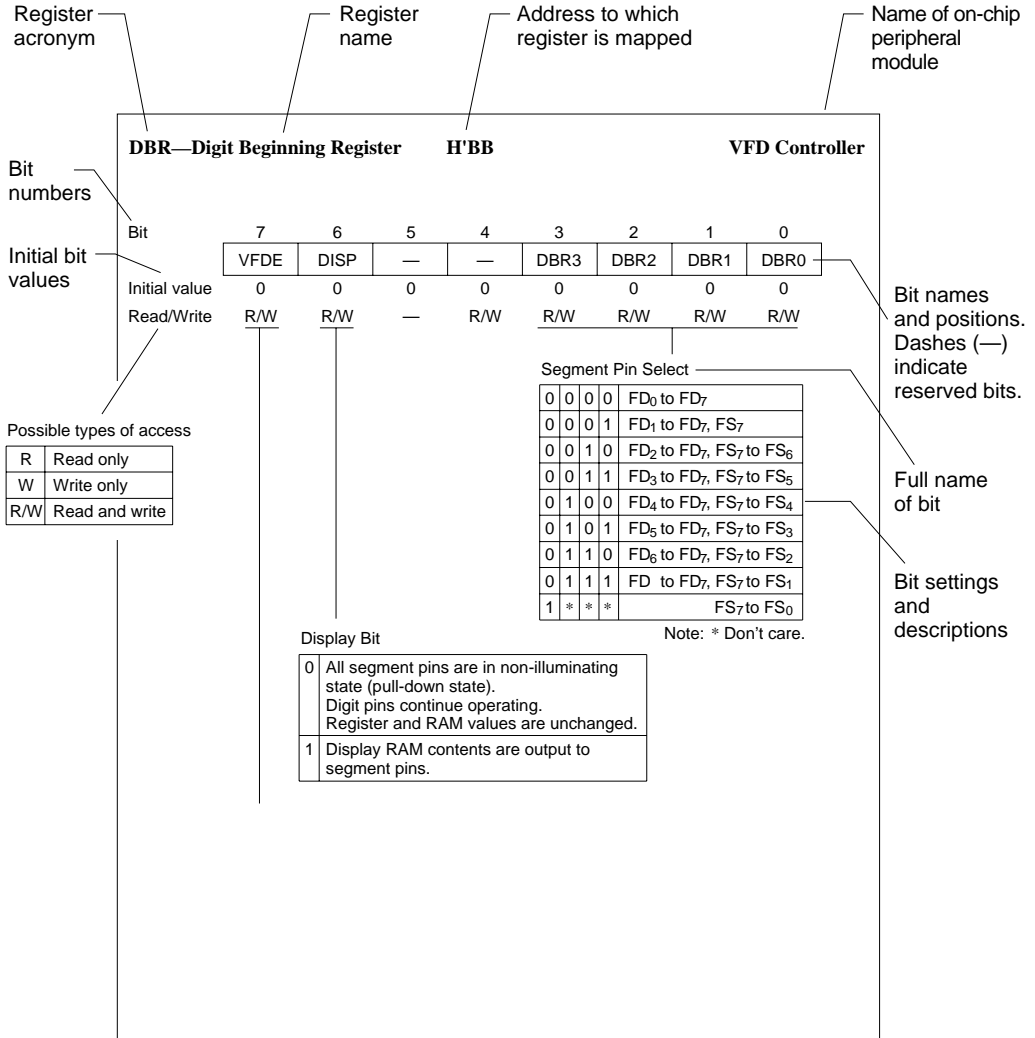 Register
acronym
Register
name
Address to which
register is mapped
Name of on-chip
peripheral
module
DBR—Digit Beginning Register H'BB VFD Controller
Bit
numbers
Bit 7 6 5 4 3 2 1 0
VFDE DISP — — DBR3 DBR2 DBR1 DBR0
Initial bit
values
Initial value 0 0 0 0 0 0 0 0
Read/Write R/W R/W — R/W R/W R/W R/W R/W
Bit names
and positions.
Dashes (—)
indicate
reserved bits.
Possible types of access
R Read only
W Write only
R/W Read and write
Segment Pin Select
0 0 0 0 FD0 to FD7
0 0 0 1 FD1 to FD7, FS7
0 0 1 0 FD2 to FD7, FS7 to FS6
0 0 1 1 FD3 to FD7, FS7 to FS5
0 1 0 0 FD4 to FD7, FS7 to FS4
0 1 0 1 FD5 to FD7, FS7 to FS3
0 1 1 0 FD6 to FD7, FS7 to FS2
0 1 1 1 FD to FD7, FS7 to FS1
1 * * * FS7 to FS0
Note: * Don't care.
Full name
of bit
Bit settings
and
descriptions
Display Bit
0 All segment pins are in non-illuminating
state (pull-down state).
Digit pins continue operating.
Register and RAM values are unchanged.
1 Display RAM contents are output to
segment pins.